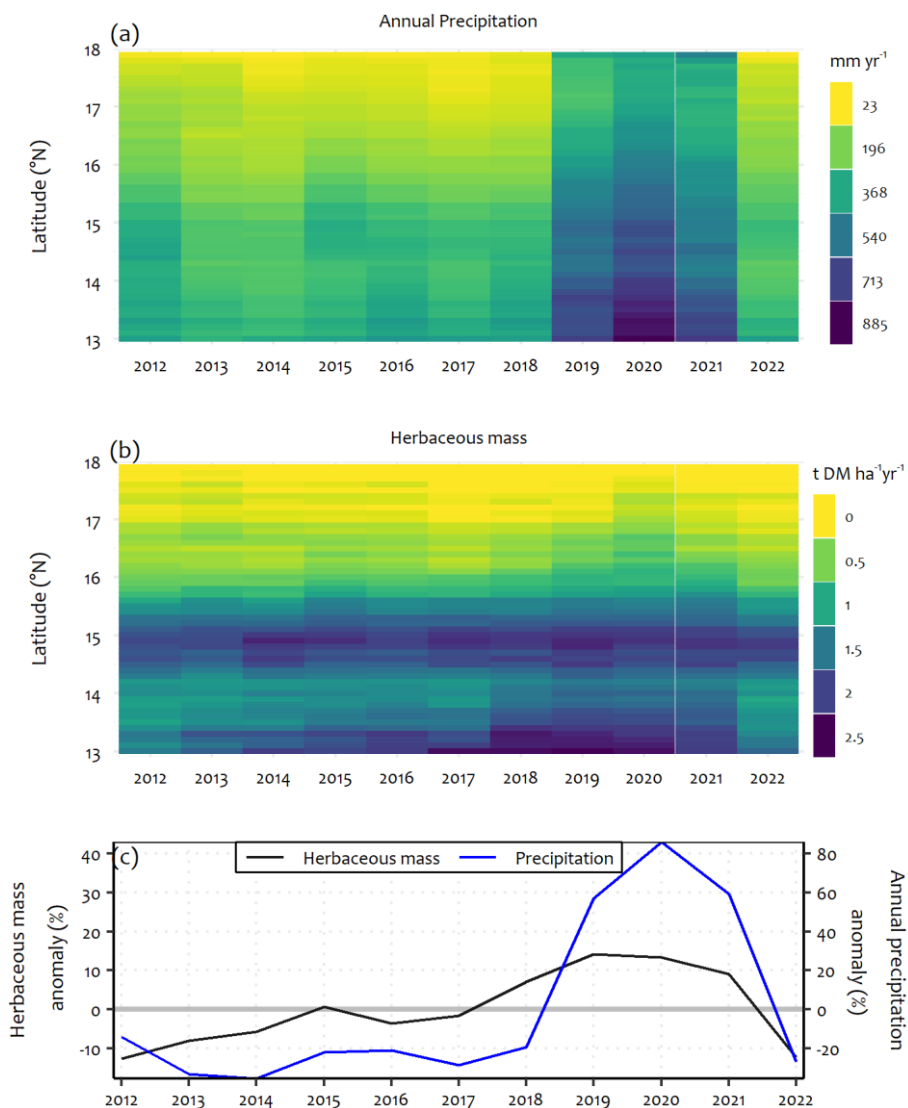 (a)
Annual Precipitation
18
17
16
15
14
13
Latitude (°N)
2012 2013 2014 2015 2016 2017 2018 2019 2020 2021 2022
mm yr⁻¹
23
196
368
540
713
885
(b)
Herbaceous mass
18
17
16
15
14
13
Latitude (°N)
2012 2013 2014 2015 2016 2017 2018 2019 2020 2021 2022
t DM ha⁻¹yr⁻¹
0
0.5
1
1.5
2
2.5
(c)
Herbaceous mass
Precipitation
Herbaceous mass
anomaly (%)
40
30
20
10
0
-10
80
60
40
20
0
-20
Annual precipitation
anomaly (%)
2012 2013 2014 2015 2016 2017 2018 2019 2020 2021 2022